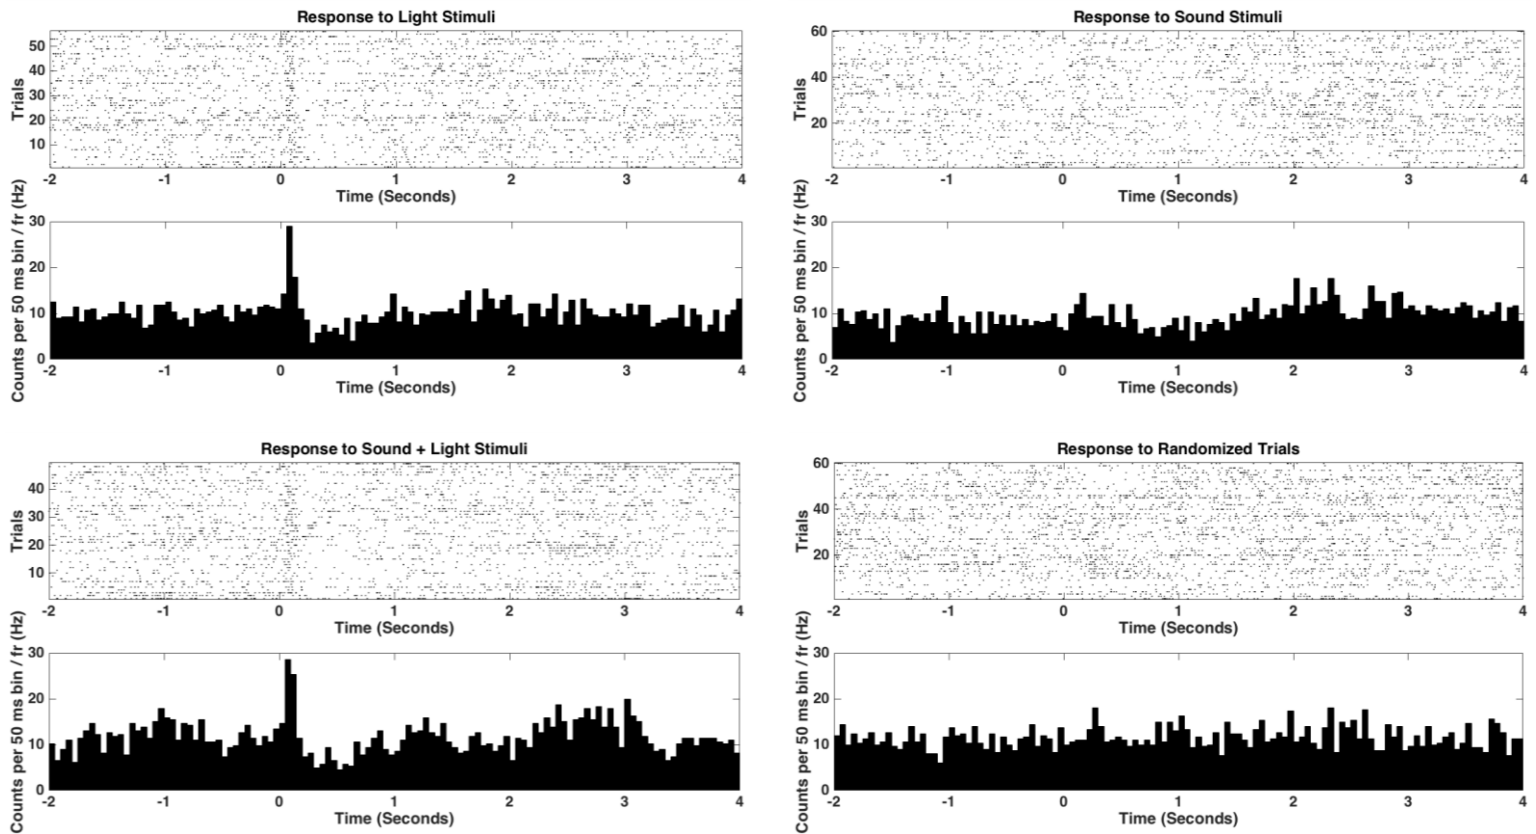 Response to Light Stimuli
Trials
50
40
30
20
10
-2 -1 0 1 2 3 4
Time (Seconds)
Counts per 50 ms bin / fr (Hz)
30
20
10
0
-2 -1 0 1 2 3 4
Time (Seconds)
Response to Sound Stimuli
Trials
60
40
20
-2 -1 0 1 2 3 4
Time (Seconds)
Counts per 50 ms bin / fr (Hz)
30
20
10
0
-2 -1 0 1 2 3 4
Time (Seconds)
Response to Sound + Light Stimuli
Trials
40
30
20
10
-2 -1 0 1 2 3 4
Time (Seconds)
Counts per 50 ms bin / fr (Hz)
30
20
10
0
-2 -1 0 1 2 3 4
Time (Seconds)
Response to Randomized Trials
Trials
60
40
20
-2 -1 0 1 2 3 4
Time (Seconds)
Counts per 50 ms bin / fr (Hz)
30
20
10
0
-2 -1 0 1 2 3 4
Time (Seconds)